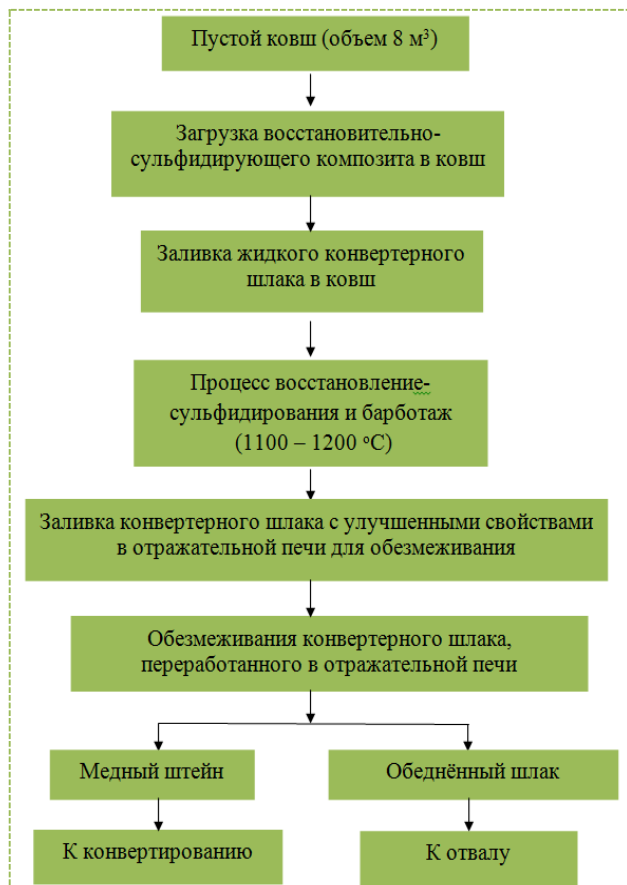 Пустой ковш (объем 8 м³)
Загрузка восстановительно-
сульфидирующего композита в ковш
Заливка жидкого конвертерного
шлака в ковш
Процесс восстановление-
сульфидирования и барботаж
(1100 – 1200 ᵒС)
Заливка конвертерного шлака с улучшенными свойствами
в отражательной печи для обезмеживания
Обезмеживания конвертерного шлака,
переработанного в отражательной печи
Медный штейн
Обеднённый шлак
К конвертированию
К отвалу